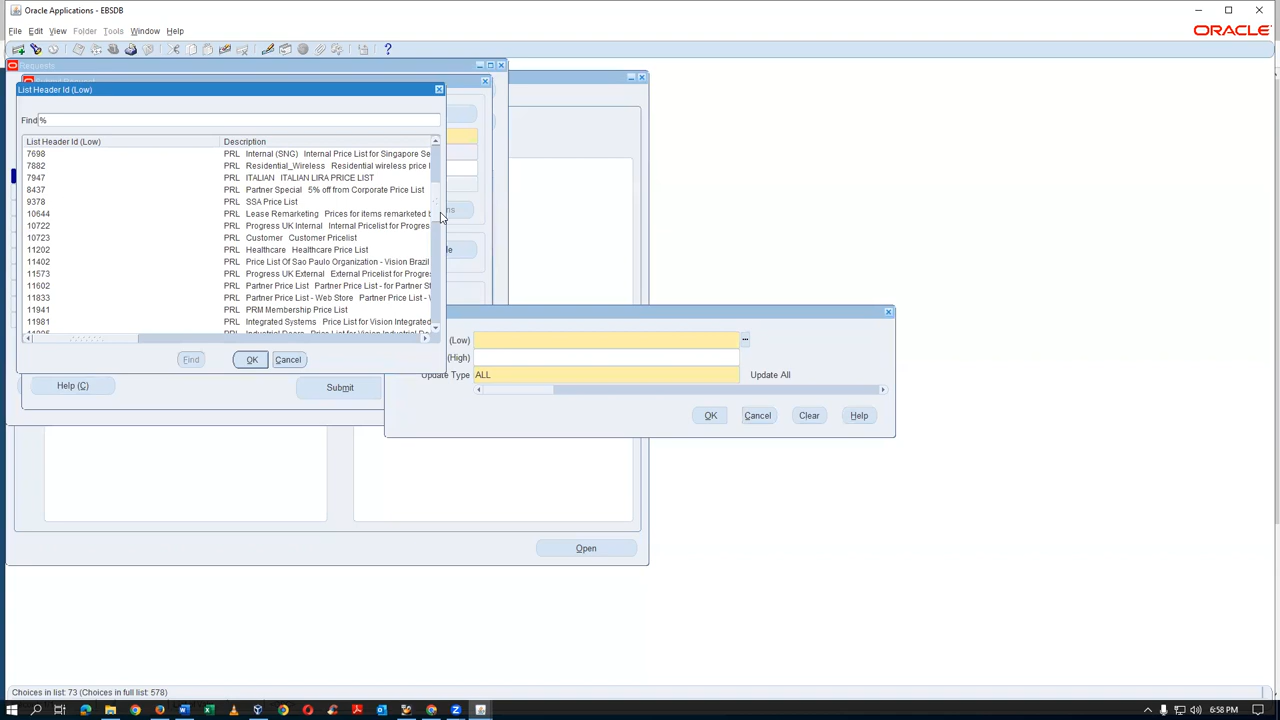 Oracle Applications - EBSDB
File Edit View Folder Tools Window Help
ORACLE
Requests
List Header Id (Low)
Find %
List Header Id (Low) Description
7698 PRL Internal (SNG) Internal Price List for Singapore Se
7882 PRL Residential_Wireless Residential wireless price l
7947 PRL ITALIAN ITALIAN LIRA PRICE LIST
8437 PRL Partner Special 5% off from Corporate Price List
9378 PRL SSA Price List
10644 PRL Lease Remarketing Prices for items remarketed b
10722 PRL Progress UK Internal Internal Pricelist for Progres
10723 PRL Customer Customer Pricelist
11202 PRL Healthcare Healthcare Price List
11402 PRL Price List Of Sao Paulo Organization - Vision Brazil
11573 PRL Progress UK External External Pricelist for Progre
11602 PRL Partner Price List Partner Price List - for Partner St
11833 PRL Partner Price List - Web Store Partner Price List -
11941 PRL PRM Membership Price List
11981 PRL Integrated Systems Price List for Vision Integrated
Find OK Cancel
(Low)
(High)
Update Type ALL Update All
OK Cancel Clear Help
Help (C) Submit
Open
Choices in list: 73 (Choices in full list: 578)
6:58 PM